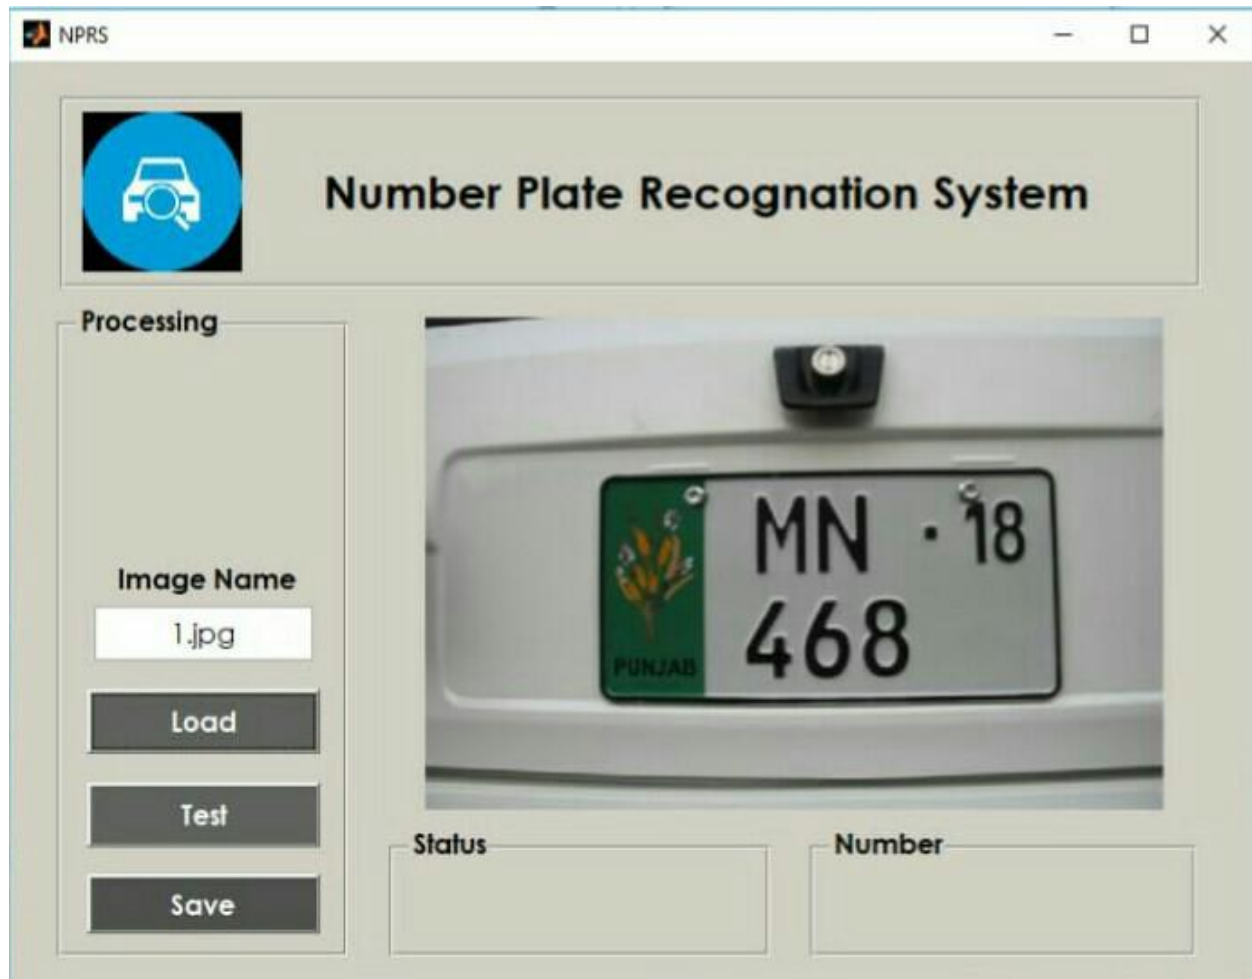 NPRS
Number Plate Recognation System
Processing
Image Name
1.jpg
Load
Test
Save
MN · 18
468
PUNJAB
Status
Number